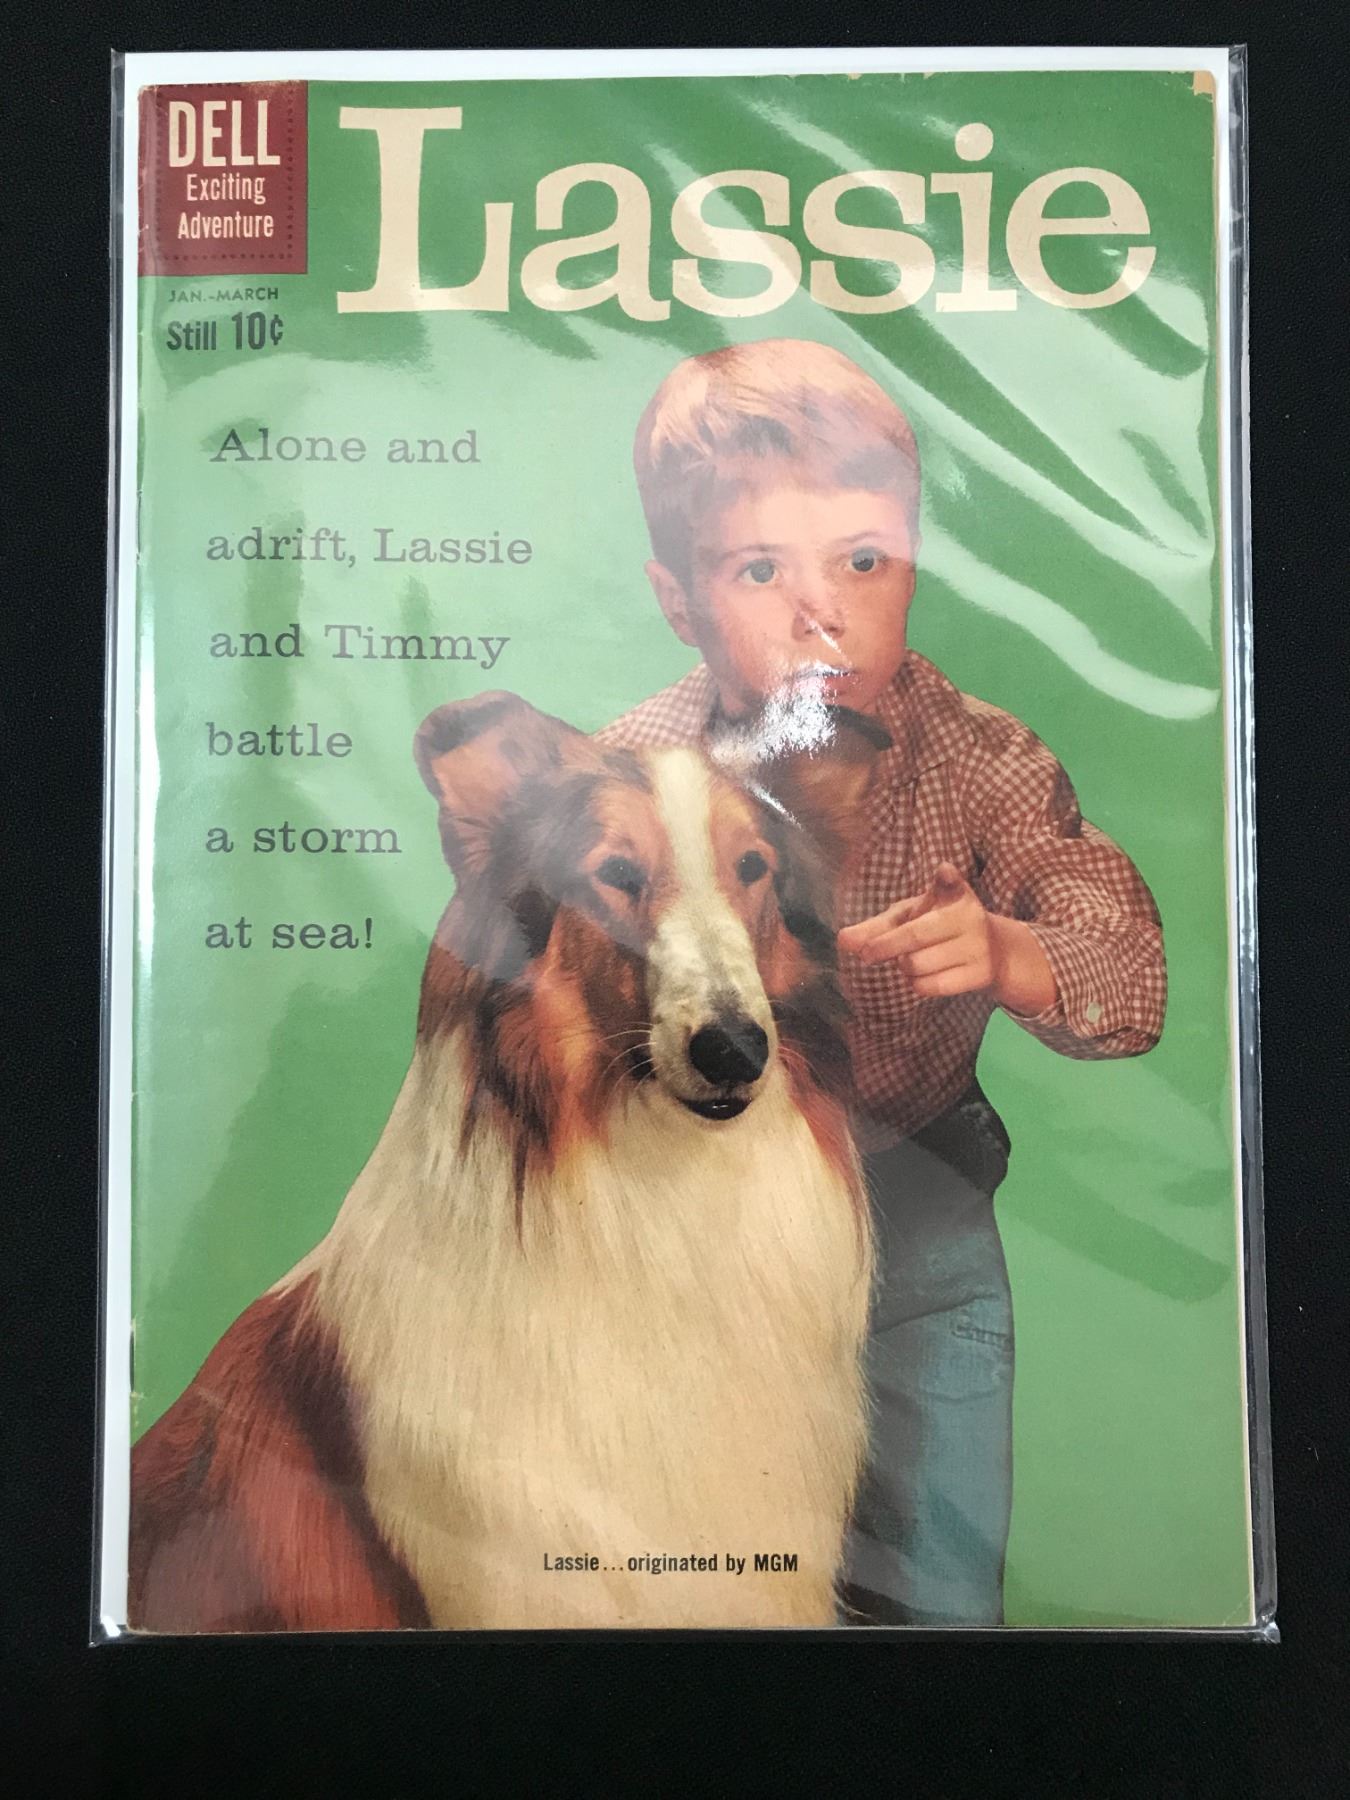 DELL
Exciting
Adventure
Lassie
JAN.-MARCH
Still 10¢
Alone and
adrift, Lassie
and Timmy
battle
a storm
at sea!
Lassie...originated by MGM